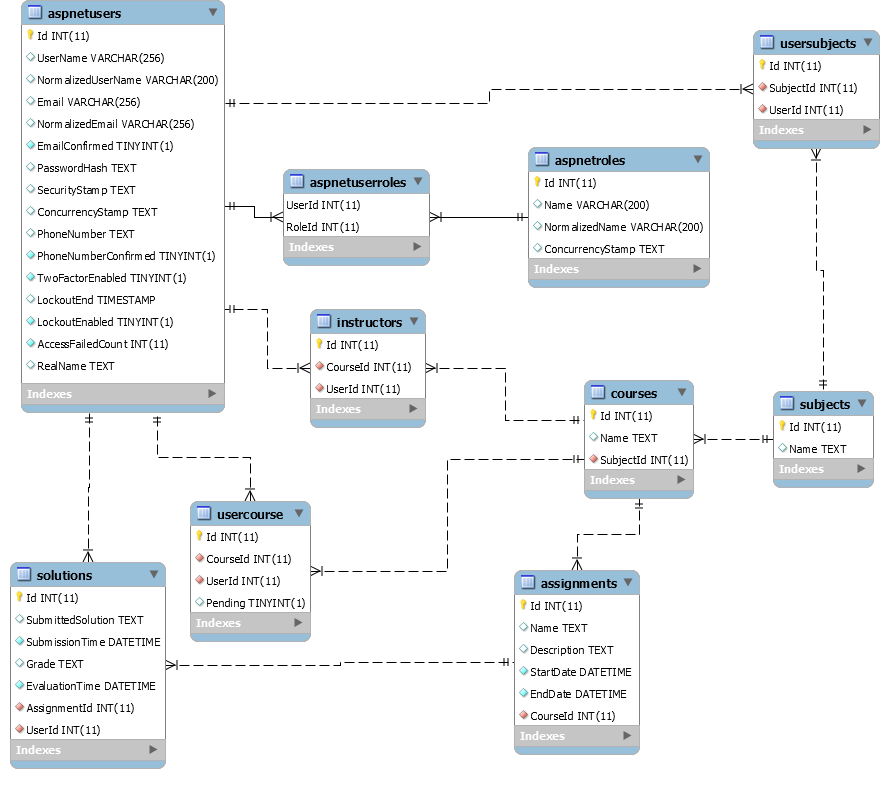 aspnetusers
Id INT(11)
UserName VARCHAR(256)
NormalizedUserName VARCHAR(200)
Email VARCHAR(256)
NormalizedEmail VARCHAR(256)
EmailConfirmed TINYINT(1)
PasswordHash TEXT
SecurityStamp TEXT
ConcurrencyStamp TEXT
PhoneNumber TEXT
PhoneNumberConfirmed TINYINT(1)
TwoFactorEnabled TINYINT(1)
LockoutEnd TIMESTAMP
LockoutEnabled TINYINT(1)
AccessFailedCount INT(11)
RealName TEXT
Indexes
usersubjects
Id INT(11)
SubjectId INT(11)
UserId INT(11)
Indexes
aspnetuserroles
UserId INT(11)
RoleId INT(11)
Indexes
aspnetroles
Id INT(11)
Name VARCHAR(200)
NormalizedName VARCHAR(200)
ConcurrencyStamp TEXT
Indexes
instructors
Id INT(11)
CourseId INT(11)
UserId INT(11)
Indexes
courses
Id INT(11)
Name TEXT
SubjectId INT(11)
Indexes
subjects
Id INT(11)
Name TEXT
Indexes
usercourse
Id INT(11)
CourseId INT(11)
UserId INT(11)
Pending TINYINT(1)
Indexes
solutions
Id INT(11)
SubmittedSolution TEXT
SubmissionTime DATETIME
Grade TEXT
EvaluationTime DATETIME
AssignmentId INT(11)
UserId INT(11)
Indexes
assignments
Id INT(11)
Name TEXT
Description TEXT
StartDate DATETIME
EndDate DATETIME
CourseId INT(11)
Indexes